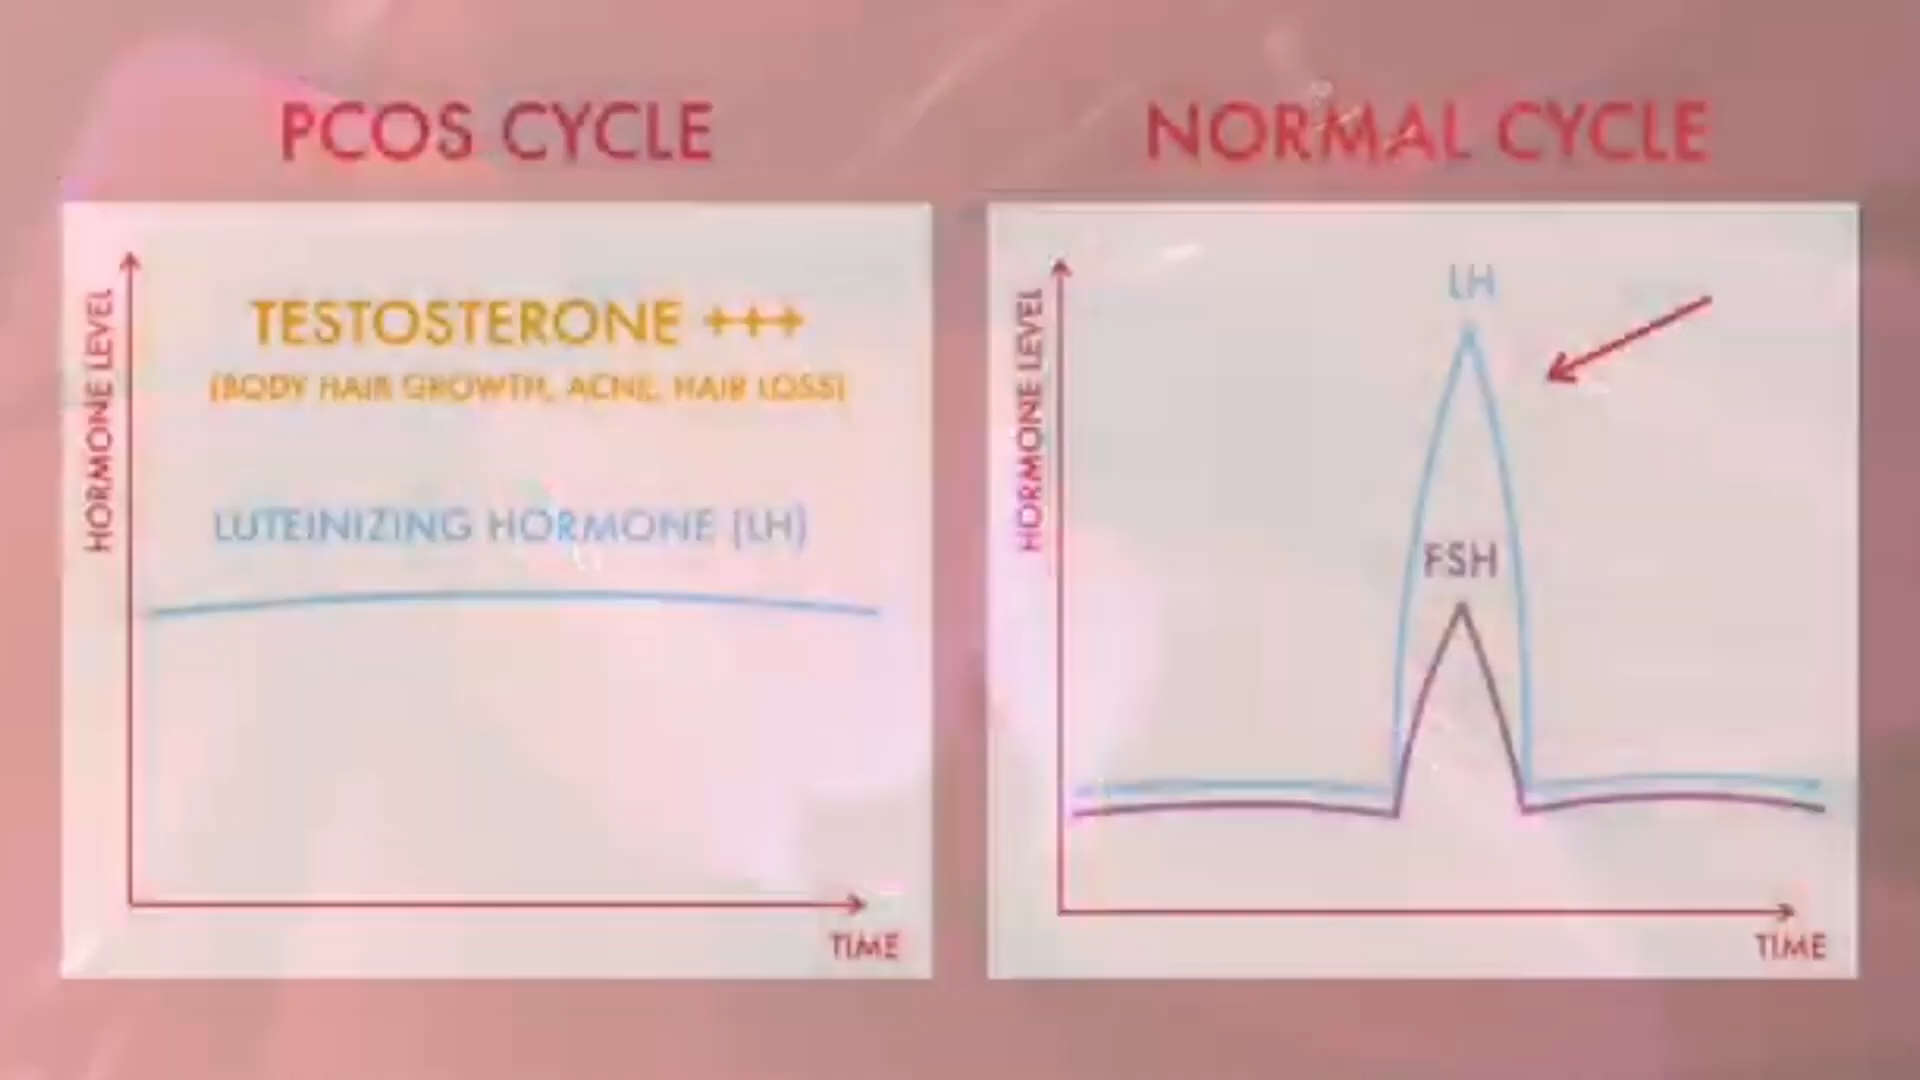 PCOS CYCLE
HORMONE LEVEL
TESTOSTERONE +++
(BODY HAIR GROWTH, ACNE, HAIR LOSS)
LUTEINIZING HORMONE (LH)
TIME
NORMAL CYCLE
HORMONE LEVEL
LH
FSH
TIME